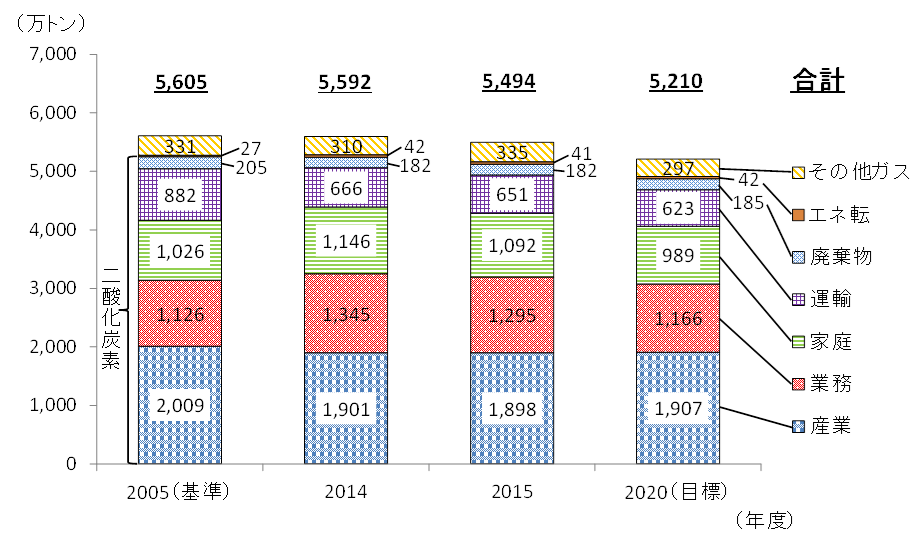 （万トン）
7,000
5,605 5,592 5,494 5,210 合計
6,000
331 27 310 42 335 41 297 その他ガス
5,000
205 182 182 42 エネ転
185
882 666 651 623 廃棄物
4,000
1,026 1,146 1,092 989 運輸
3,000
二酸化炭素
1,126 1,345 1,295 1,166 家庭
2,000
業務
2,009 1,901 1,898 1,907 産業
1,000
0
2005（基準） 2014 2015 2020（目標）
（年度）